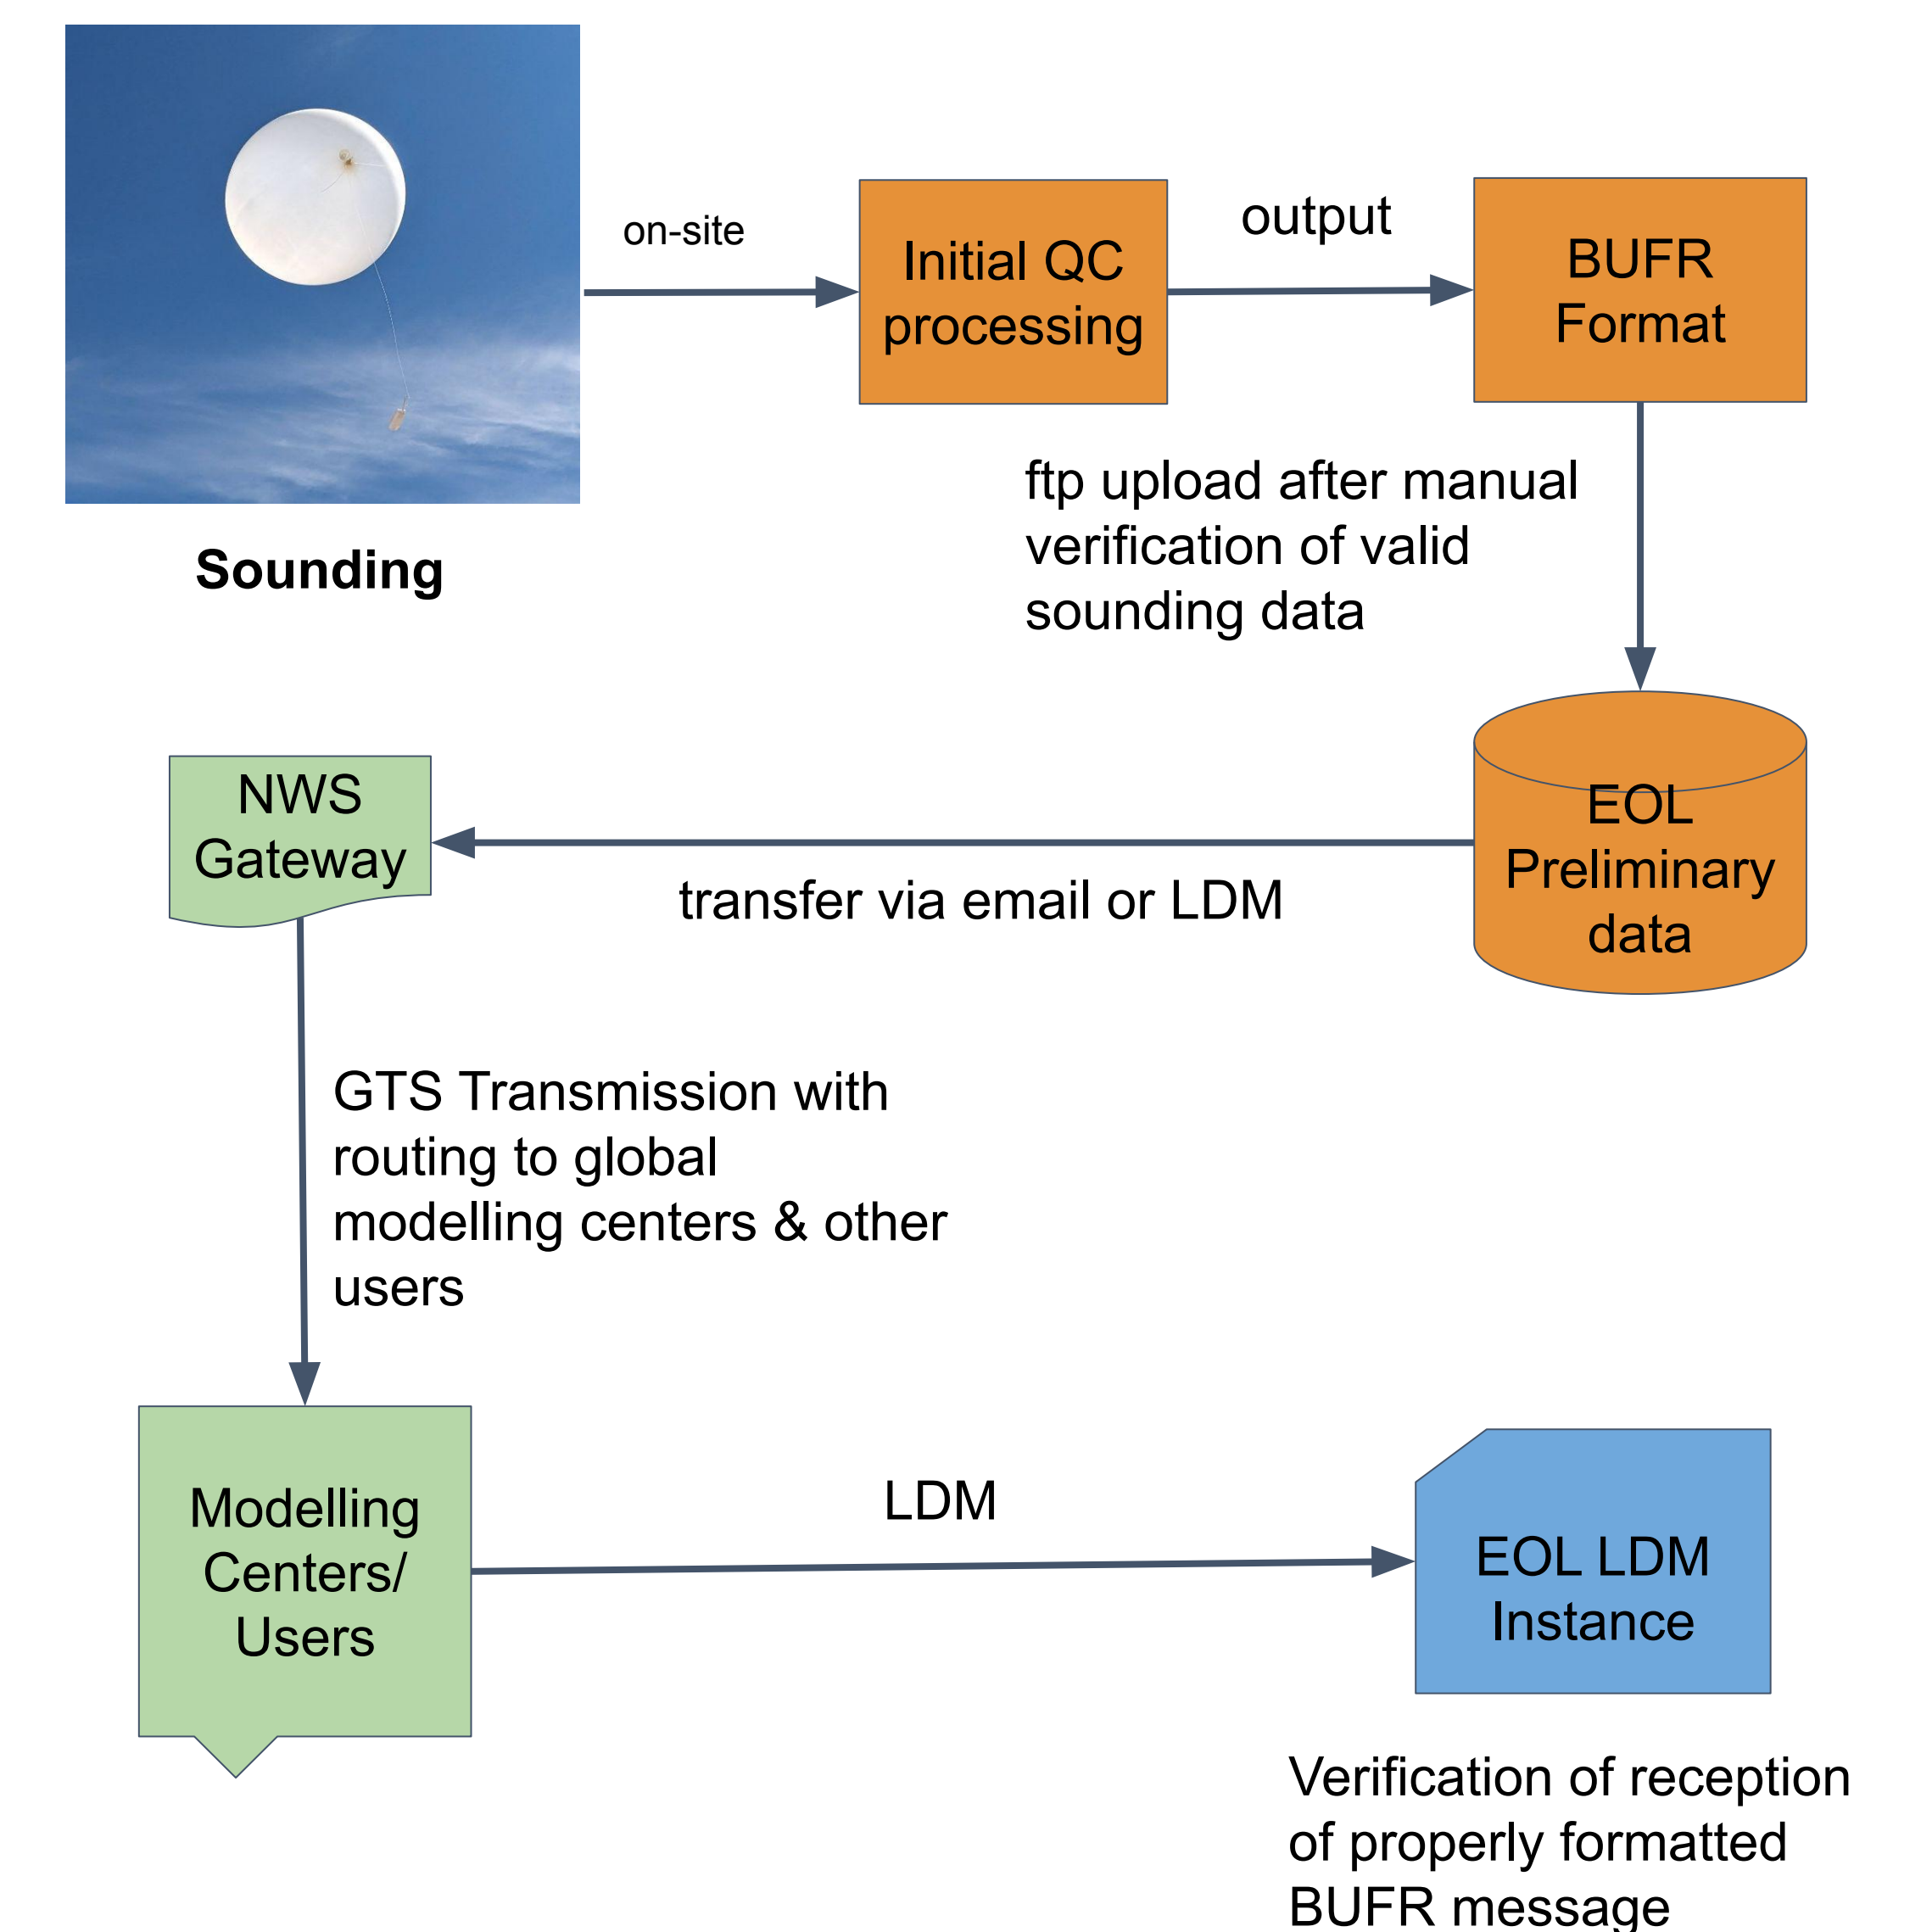 on-site
Initial QC
processing
output
BUFR
Format
Sounding
ftp upload after manual
verification of valid
sounding data
EOL
Preliminary
data
transfer via email or LDM
NWS
Gateway
GTS Transmission with
routing to global
modelling centers & other
users
Modelling
Centers/
Users
LDM
EOL LDM
Instance
Verification of reception
of properly formatted
BUFR message